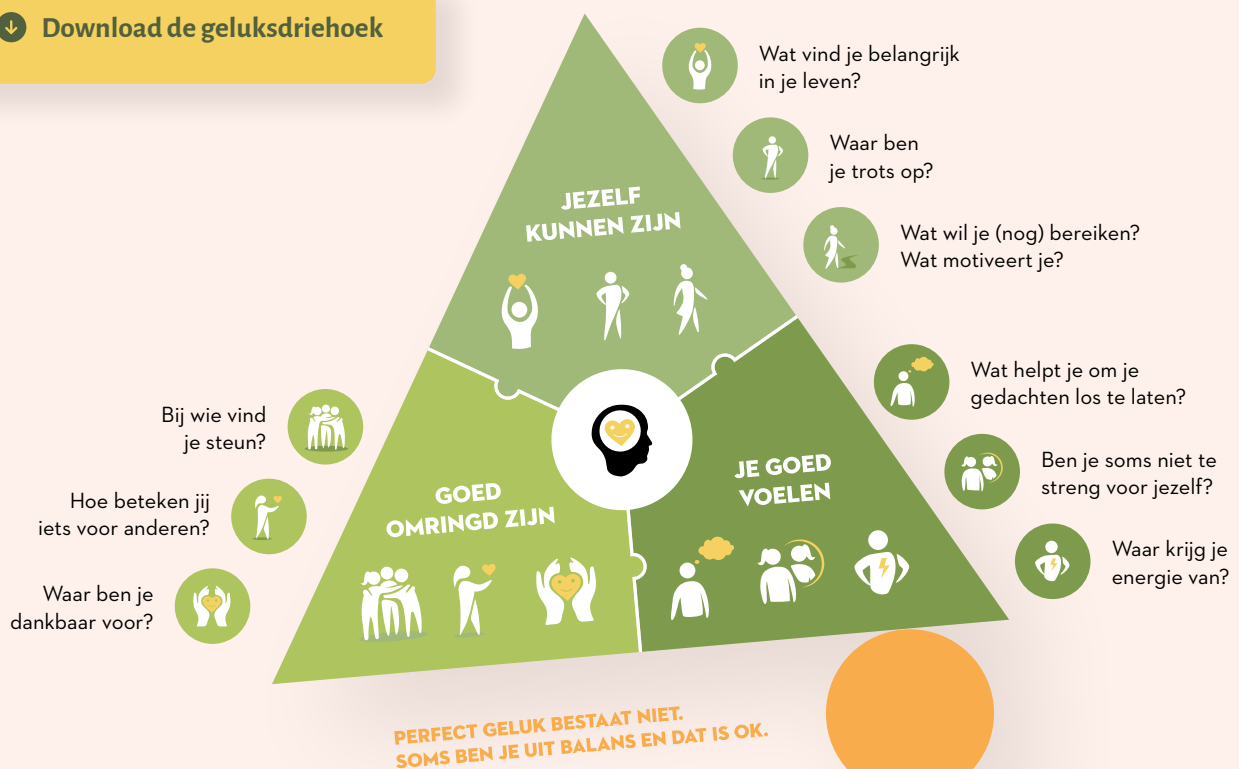 Download de geluksdriehoek
Wat vind je belangrijk
in je leven?
Waar ben
je trots op?
Wat wil je (nog) bereiken?
Wat motiveert je?
JEZELF
KUNNEN ZIJN
Wat helpt je om je
gedachten los te laten?
Ben je soms niet te
streng voor jezelf?
Waar krijg je
energie van?
JE GOED
VOELEN
Bij wie vind
je steun?
Hoe beteken jij
iets voor anderen?
Waar ben je
dankbaar voor?
GOED
OMRINGD ZIJN
PERFECT GELUK BESTAAT NIET.
SOMS BEN JE UIT BALANS EN DAT IS OK.